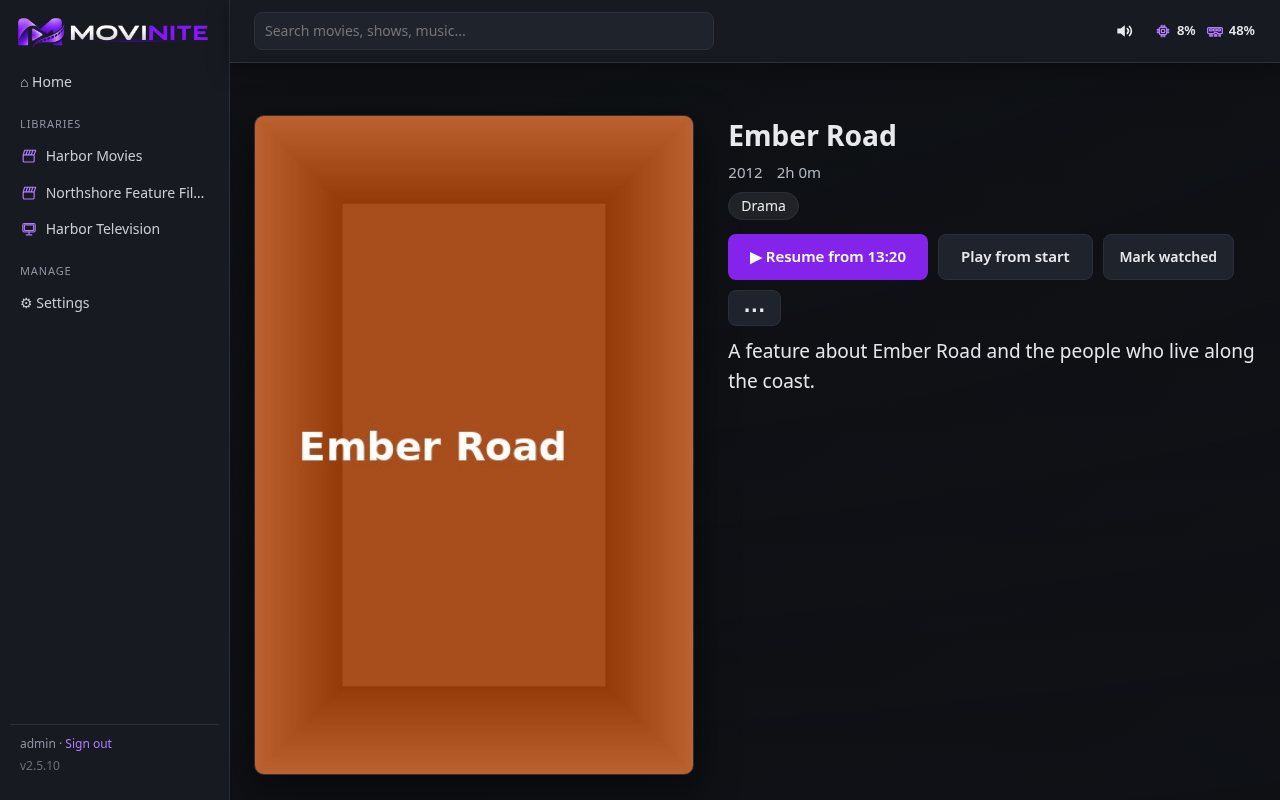 MOVINITE
Search movies, shows, music...
8%
48%
⌂ Home
LIBRARIES
Harbor Movies
Northshore Feature Fil...
Harbor Television
MANAGE
⚙ Settings
admin · Sign out
v2.5.10
Ember Road
Ember Road
2012 2h 0m
Drama
▶ Resume from 13:20
Play from start
Mark watched
...
A feature about Ember Road and the people who live along
the coast.